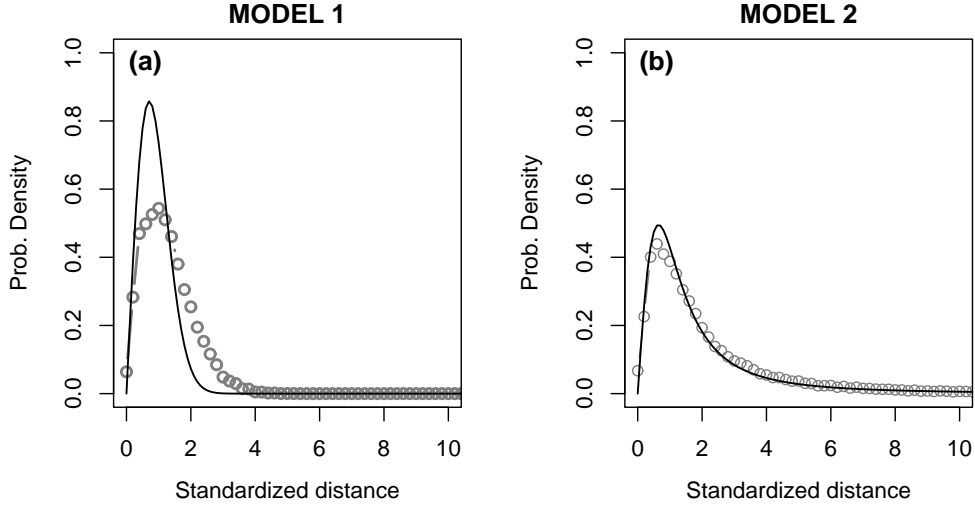 MODEL 1
(a)
Prob. Density
0.0 0.2 0.4 0.6 0.8 1.0
0 2 4 6 8 10
Standardized distance
MODEL 2
(b)
Prob. Density
0.0 0.2 0.4 0.6 0.8 1.0
0 2 4 6 8 10
Standardized distance